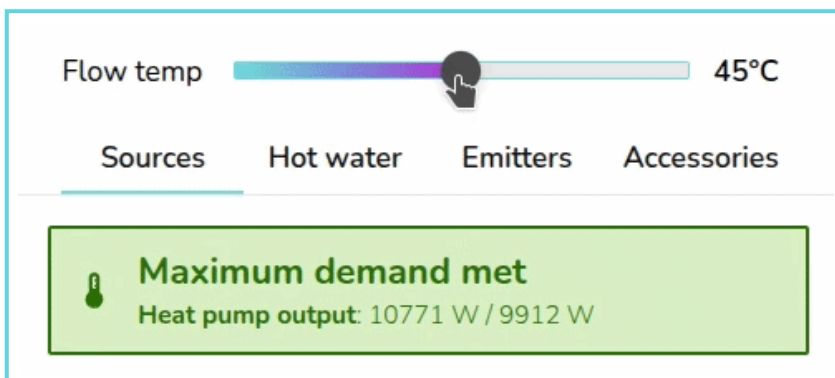 Flow temp 45°C
Sources Hot water Emitters Accessories
Maximum demand met
Heat pump output: 10771 W / 9912 W